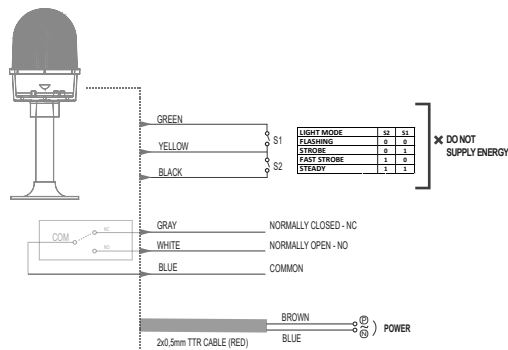 GREEN
YELLOW
BLACK
S1
S2
LIGHT MODE S2 S1
FLASHING 0 0
STROBE 0 1
FAST STROBE 1 0
STEADY 1 1
DO NOT
SUPPLY ENERGY
COM
NC
NO
GRAY NORMALLY CLOSED - NC
WHITE NORMALLY OPEN - NO
BLUE COMMON
2x0,5mm TTR CABLE (RED)
BROWN
BLUE
P
N
POWER